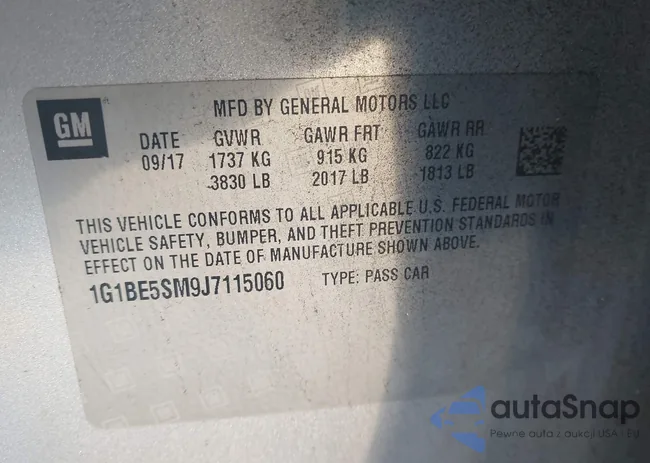 GM
MFD BY GENERAL MOTORS LLC
DATE GVWR GAWR FRT GAWR RR
09/17 1737 KG 915 KG 822 KG
3830 LB 2017 LB 1813 LB
THIS VEHICLE CONFORMS TO ALL APPLICABLE U.S. FEDERAL MOTOR
VEHICLE SAFETY, BUMPER, AND THEFT PREVENTION STANDARDS IN
EFFECT ON THE DATE OF MANUFACTURE SHOWN ABOVE.
1G1BE5SM9J7115060 TYPE: PASS CAR
autaSnap
Pewne auta z aukcji USA i EU